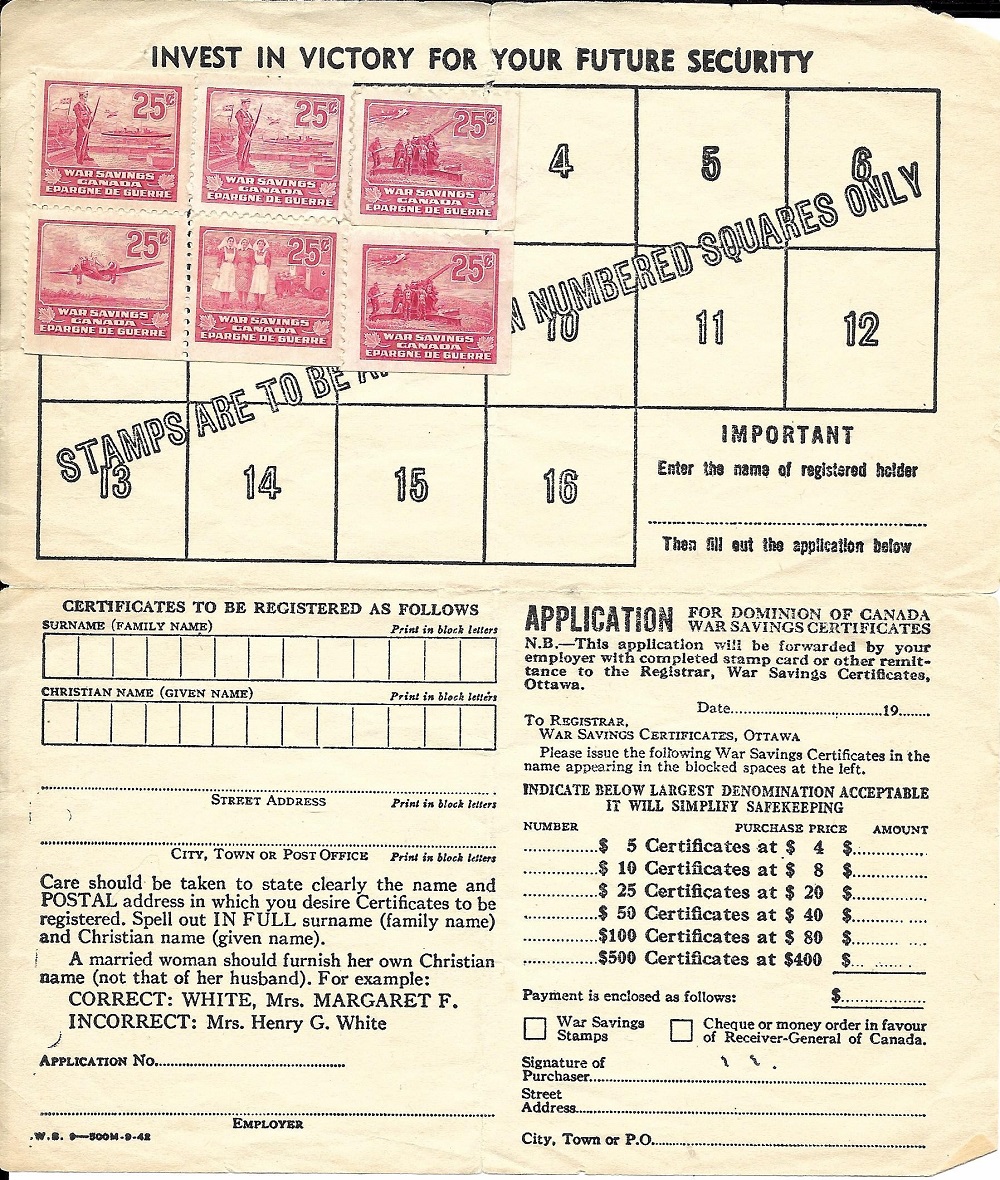 INVEST IN VICTORY FOR YOUR FUTURE SECURITY
25¢
WAR SAVINGS
CANADA
EPARGNE DE GUERRE
25¢
WAR SAVINGS
CANADA
EPARGNE DE GUERRE
25¢
WAR SAVINGS
CANADA
EPARGNE DE GUERRE
4 5 6
25¢
WAR SAVINGS
CANADA
EPARGNE DE GUERRE
25¢
WAR SAVINGS
CANADA
EPARGNE DE GUERRE
25¢
WAR SAVINGS
CANADA
EPARGNE DE GUERRE
10 11 12
STAMPS ARE TO BE A
N NUMBERED SQUARES ONLY
13 14 15 16
IMPORTANT
Enter the name of registered holder
Then fill out the application below
CERTIFICATES TO BE REGISTERED AS FOLLOWS
SURNAME (FAMILY NAME) Print in block letters
CHRISTIAN NAME (GIVEN NAME) Print in block letters
STREET ADDRESS Print in block letters
CITY, TOWN OR POST OFFICE Print in block letters
Care should be taken to state clearly the name and
POSTAL address in which you desire Certificates to be
registered. Spell out IN FULL surname (family name)
and Christian name (given name).
A married woman should furnish her own Christian
name (not that of her husband). For example:
CORRECT: WHITE, Mrs. MARGARET F.
INCORRECT: Mrs. Henry G. White
APPLICATION No.
EMPLOYER
W.S. 9—500M-9-42
APPLICATION FOR DOMINION OF CANADA
WAR SAVINGS CERTIFICATES
N.B.—This application will be forwarded by your
employer with completed stamp card or other remit-
tance to the Registrar, War Savings Certificates,
Ottawa.
Date 19
TO REGISTRAR,
WAR SAVINGS CERTIFICATES, OTTAWA
Please issue the following War Savings Certificates in the
name appearing in the blocked spaces at the left.
INDICATE BELOW LARGEST DENOMINATION ACCEPTABLE
IT WILL SIMPLIFY SAFEKEEPING
NUMBER PURCHASE PRICE AMOUNT
$ 5 Certificates at $ 4 $
$ 10 Certificates at $ 8 $
$ 25 Certificates at $ 20 $
$ 50 Certificates at $ 40 $
$100 Certificates at $ 80 $
$500 Certificates at $400 $
Payment is enclosed as follows: $
War Savings
Stamps
Cheque or money order in favour
of Receiver-General of Canada.
Signature of
Purchaser
Street
Address
City, Town or P.O.